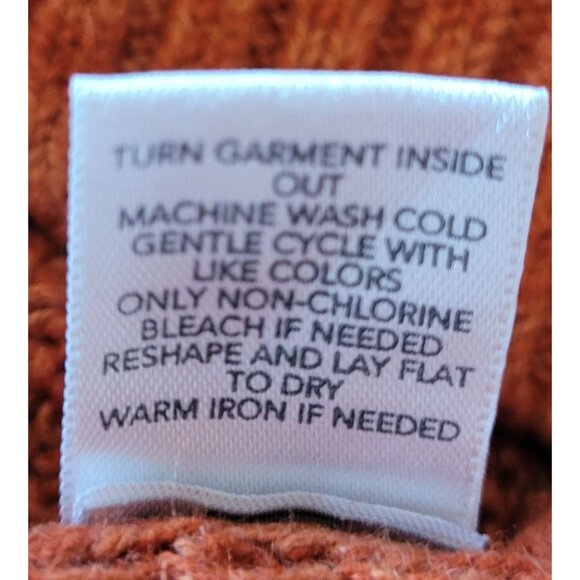 TURN GARMENT INSIDE
OUT
MACHINE WASH COLD
GENTLE CYCLE WITH
LIKE COLORS
ONLY NON-CHLORINE
BLEACH IF NEEDED
RESHAPE AND LAY FLAT
TO DRY
WARM IRON IF NEEDED